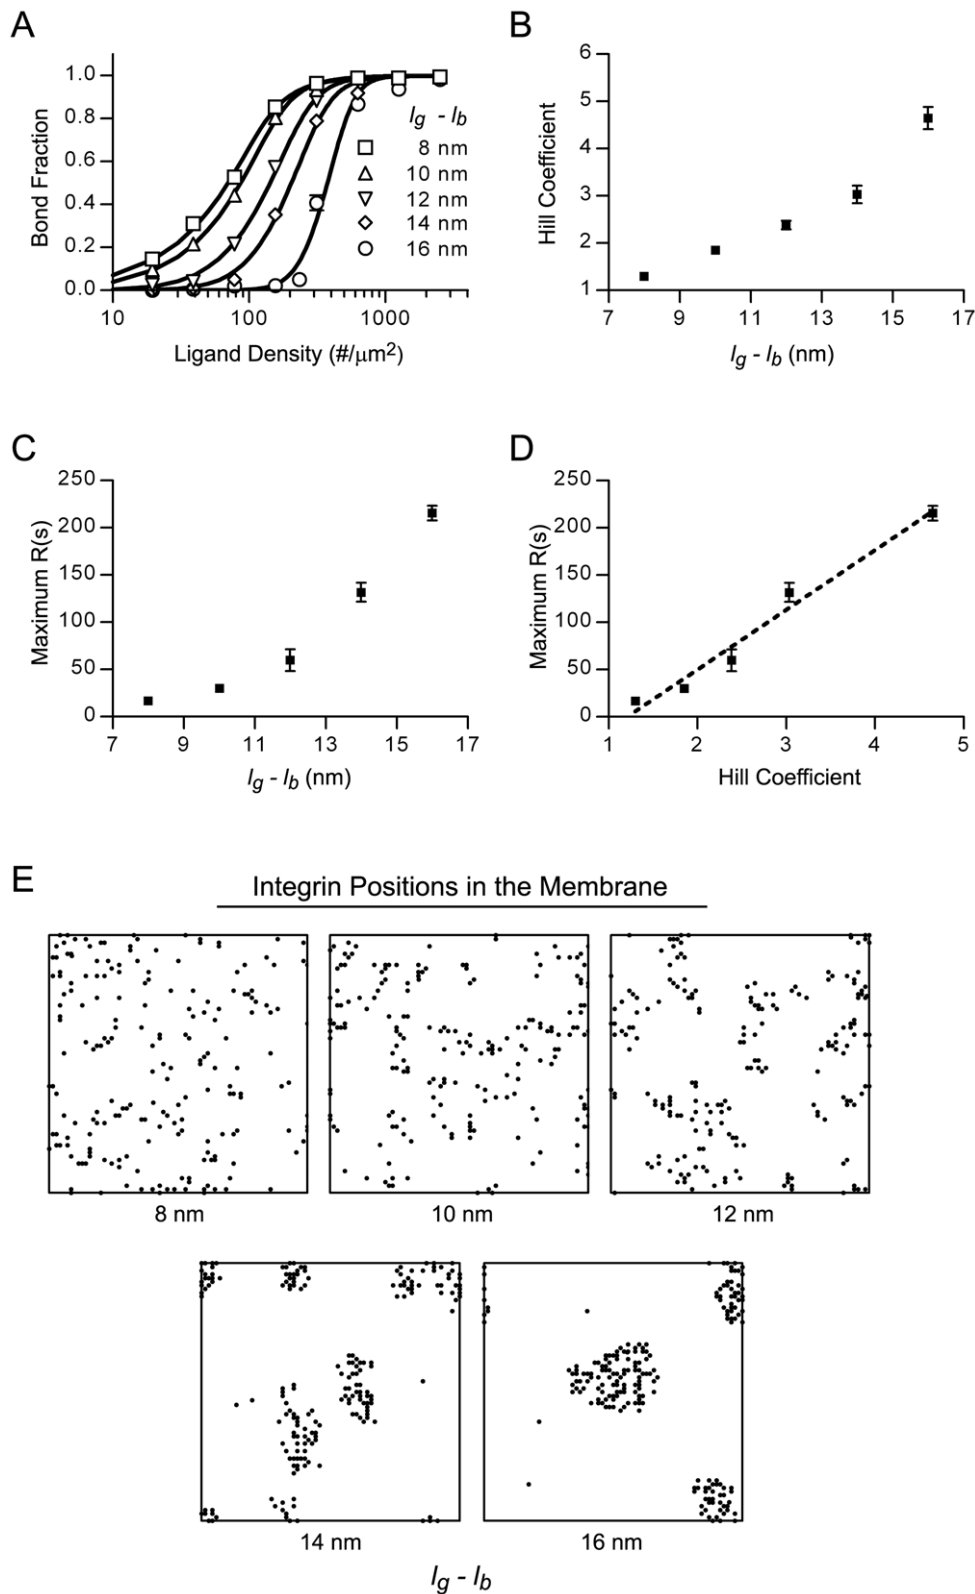 A
1.0
0.8
0.6
0.4
0.2
0.0
Bond Fraction
10
100
1000
Ligand Density (#/μm²)
lg - lb
8 nm
10 nm
12 nm
14 nm
16 nm
B
6
5
4
3
2
1
Hill Coefficient
7
9
11
13
15
17
lg - lb (nm)
C
250
200
150
100
50
0
Maximum R(s)
7
9
11
13
15
17
lg - lb (nm)
D
250
200
150
100
50
0
Maximum R(s)
1
2
3
4
5
Hill Coefficient
E
Integrin Positions in the Membrane
8 nm
10 nm
12 nm
14 nm
16 nm
lg - lb